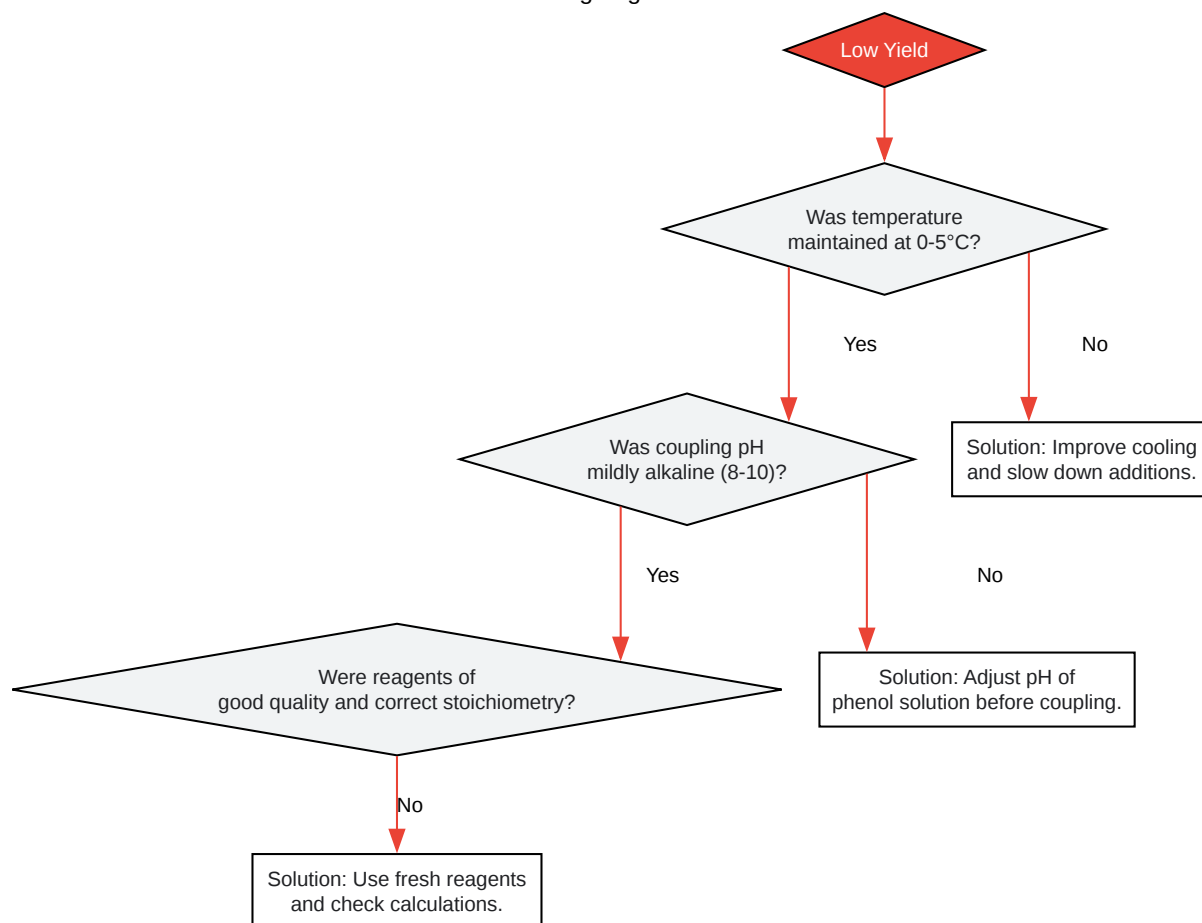 Low Yield
Was temperature
maintained at 0-5°C?
Yes
No
Was coupling pH
mildly alkaline (8-10)?
Solution: Improve cooling
and slow down additions.
Yes
No
Were reagents of
good quality and correct stoichiometry?
Solution: Adjust pH of
phenol solution before coupling.
No
Solution: Use fresh reagents
and check calculations.